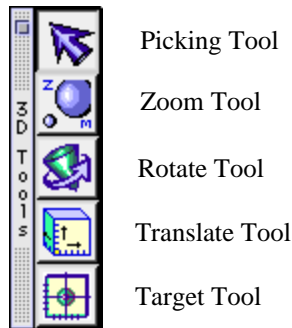 3D Tools
Picking Tool
Z M
Zoom Tool
Rotate Tool
Translate Tool
Target Tool